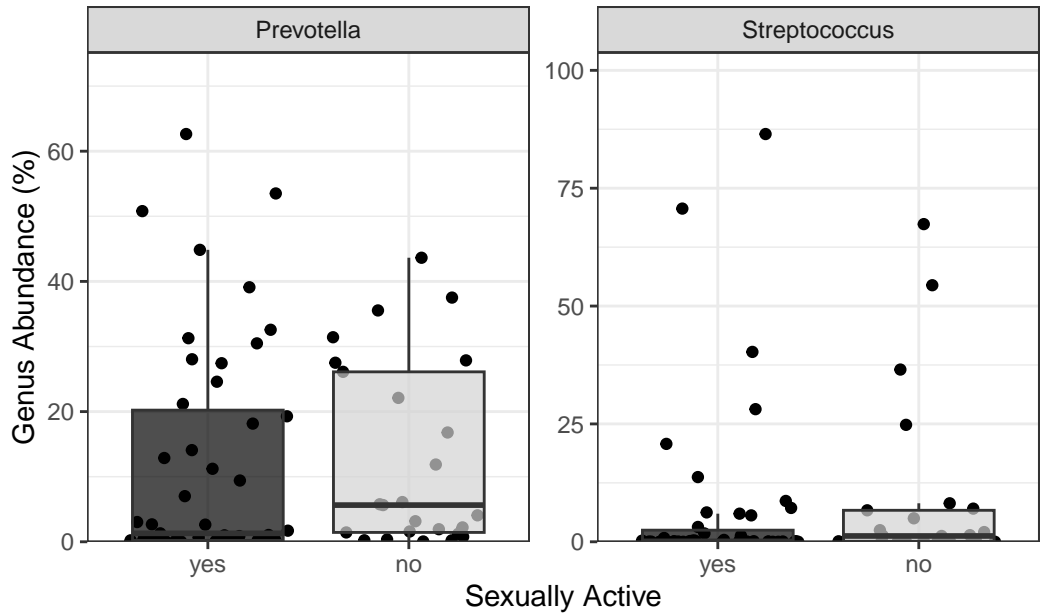 Prevotella
Streptococcus
Genus Abundance (%)
60
40
20
0
100
75
50
25
0
yes
no
yes
no
Sexually Active